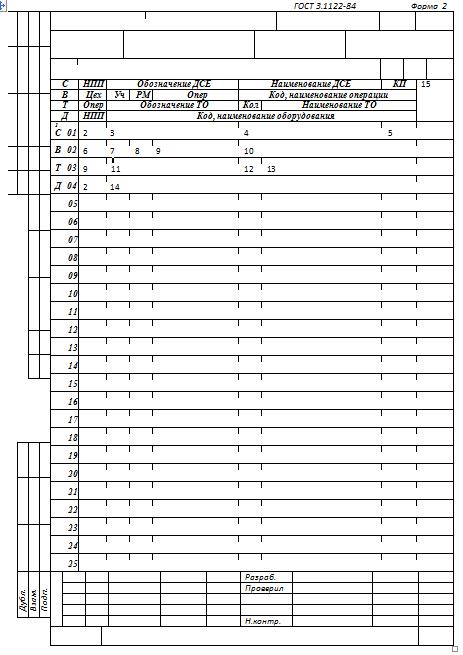 ГОСТ 3.1122-84 Форма 2
С НПП Обозначение ДСЕ Наименование ДСЕ КП 15
В Цех Уч РМ Опер Код, наименование операции
Т Опер Обозначение ТО Кол Наименование ТО
Д НПП Код, наименование оборудования
1
С 01 2 3 4 5
В 02 6 7 8 9 10
Т 03 9 11 12 13
Д 04 2 14
05
06
07
08
09
10
11
12
13
14
15
16
17
18
19
20
21
22
23
24
25
Дубл.
Взам.
Подп.
Разраб.
Проверил
Н.контр.